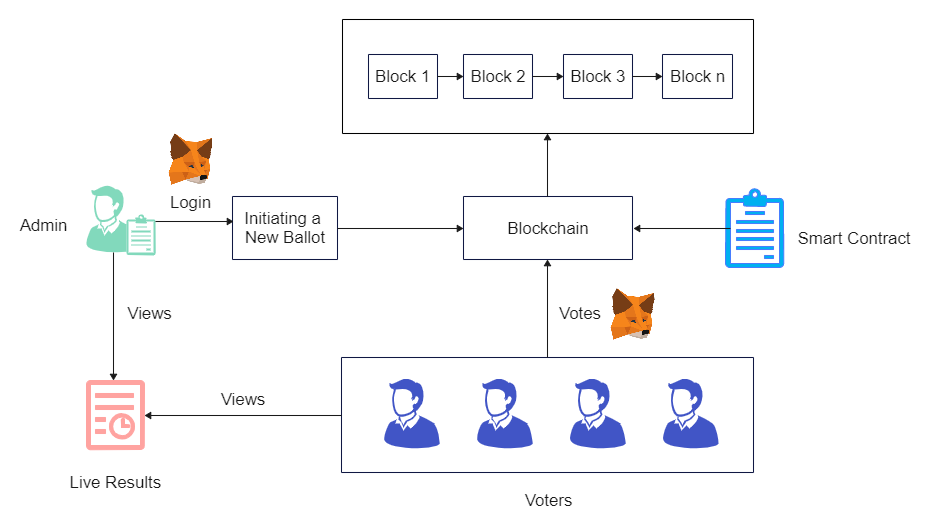 Block 1
Block 2
Block 3
Block n
Login
Admin
Initiating a
New Ballot
Blockchain
Smart Contract
Views
Votes
Views
Live Results
Voters